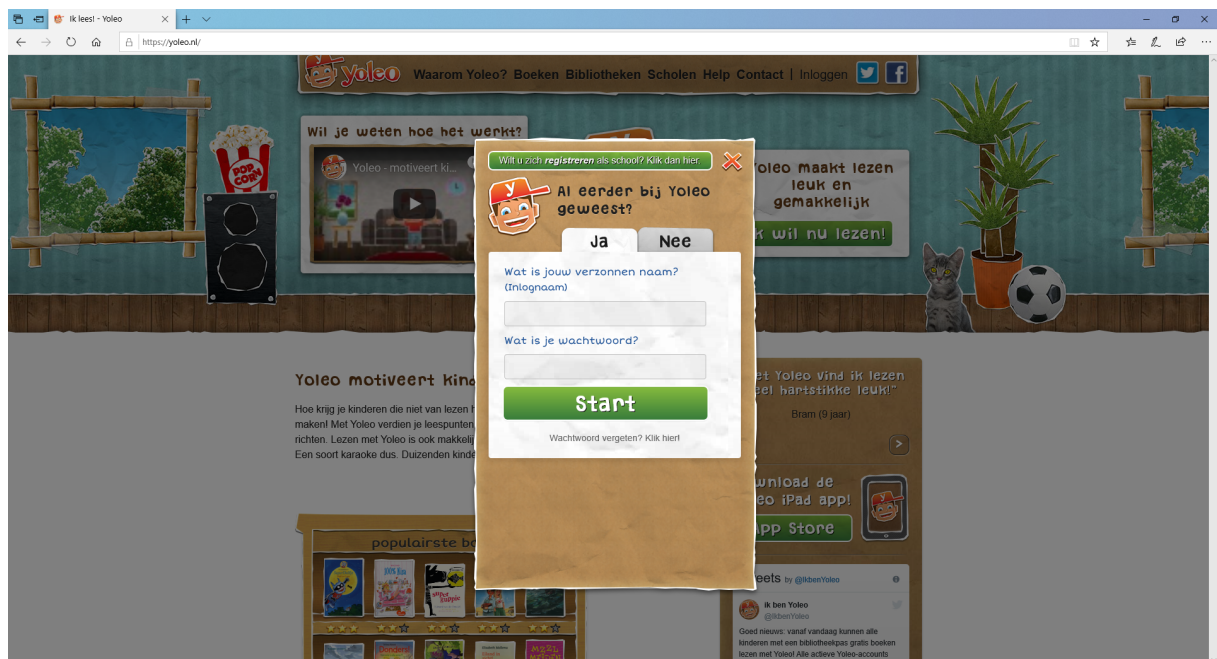 Ik lees! - Yoleo
https://yoleo.nl/
yoleo
Waarom Yoleo? Boeken Bibliotheken Scholen Help Contact | Inloggen
Wil je weten hoe het werkt?
Yoleo - motiveert ki...
POP
CORN
Yoleo maakt lezen
leuk en
gemakkelijk
k wil nu lezen!
Wilt u zich registreren als school? Klik dan hier
Al eerder bij Yoleo
geweest?
Ja
Nee
Wat is jouw verzonnen naam?
(Inlognaam)
Wat is je wachtwoord?
Start
Wachtwoord vergeten? Klik hier!
Yoleo motiveert kind
Hoe krijg je kinderen die niet van lezen h
maken! Met Yoleo verdien je leespunten,
richten. Lezen met Yoleo is ook makkelij
Een soort karaoke dus. Duizenden kinde
et Yoleo vind ik lezen
eel hartstikke leuk!"
Bram (9 jaar)
wnload de
eo iPad app!
App Store
populairste bo
Donders!
eets by @IkbenYoleo
ik ben Yoleo
@IkbenYoleo
Goed nieuws: vanaf vandaag kunnen alle
kinderen met een bibliotheekpas gratis boeken
lezen met Yoleo! Alle actieve Yoleo-accounts